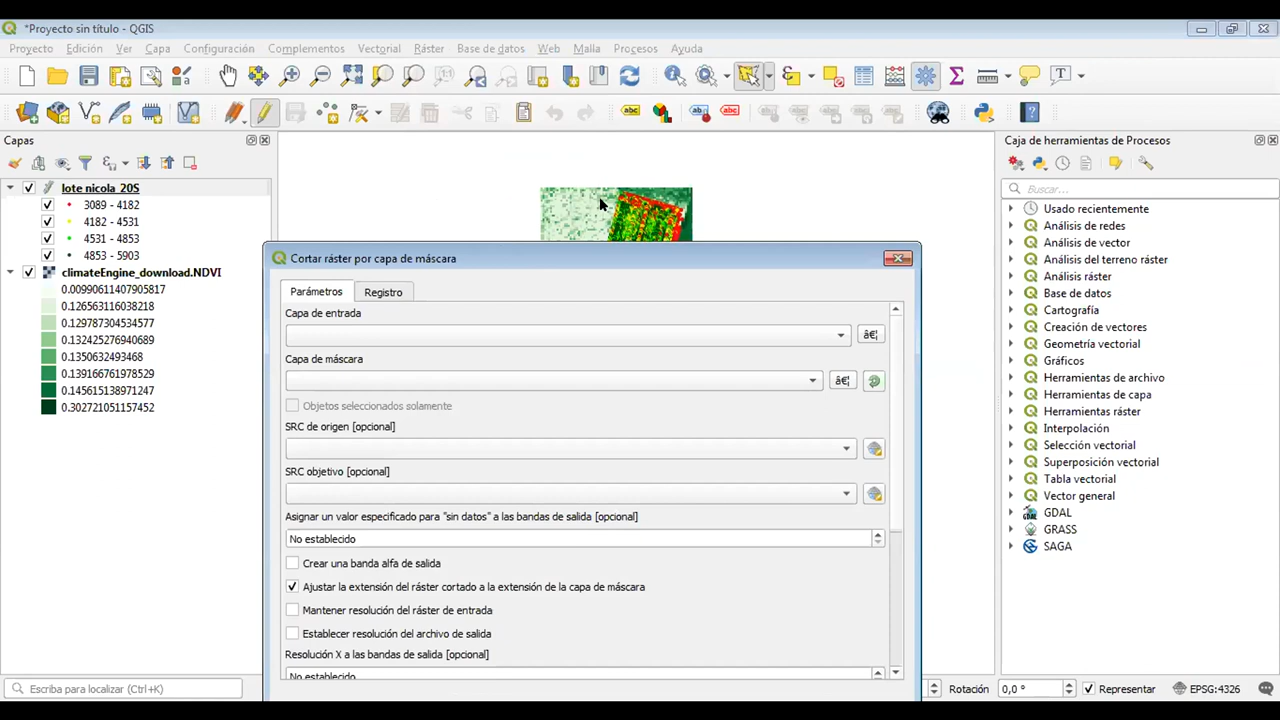 *Proyecto sin título - QGIS
Proyecto Edición Ver Capa Configuración Complementos Vectorial Ráster Base de datos Web Malla Procesos Ayuda
abc abc abc
Capas
lote nicola_20S
3089 - 4182
4182 - 4531
4531 - 4853
4853 - 5903
climateEngine_download.NDVI
0.00990611407905817
0.126563116038218
0.129787304534577
0.132425276940689
0.1350632493468
0.139166761978529
0.145615138971247
0.302721051157452
Cortar ráster por capa de máscara
Parámetros Registro
Capa de entrada
â€¦
Capa de máscara
â€¦
Objetos seleccionados solamente
SRC de origen [opcional]
SRC objetivo [opcional]
Asignar un valor especificado para "sin datos" a las bandas de salida [opcional]
No establecido
Crear una banda alfa de salida
Ajustar la extensión del ráster cortado a la extensión de la capa de máscara
Mantener resolución del ráster de entrada
Establecer resolución del archivo de salida
Resolución X a las bandas de salida [opcional]
No establecido
Caja de herramientas de Procesos
Buscar...
Usado recientemente
Análisis de redes
Análisis de vector
Análisis del terreno ráster
Análisis ráster
Base de datos
Cartografía
Creación de vectores
Geometría vectorial
Gráficos
Herramientas de archivo
Herramientas de capa
Herramientas ráster
Interpolación
Selección vectorial
Superposición vectorial
Tabla vectorial
Vector general
GDAL
GRASS
SAGA
Escriba para localizar (Ctrl+K)
Rotación 0,0 ° Representar EPSG:4326